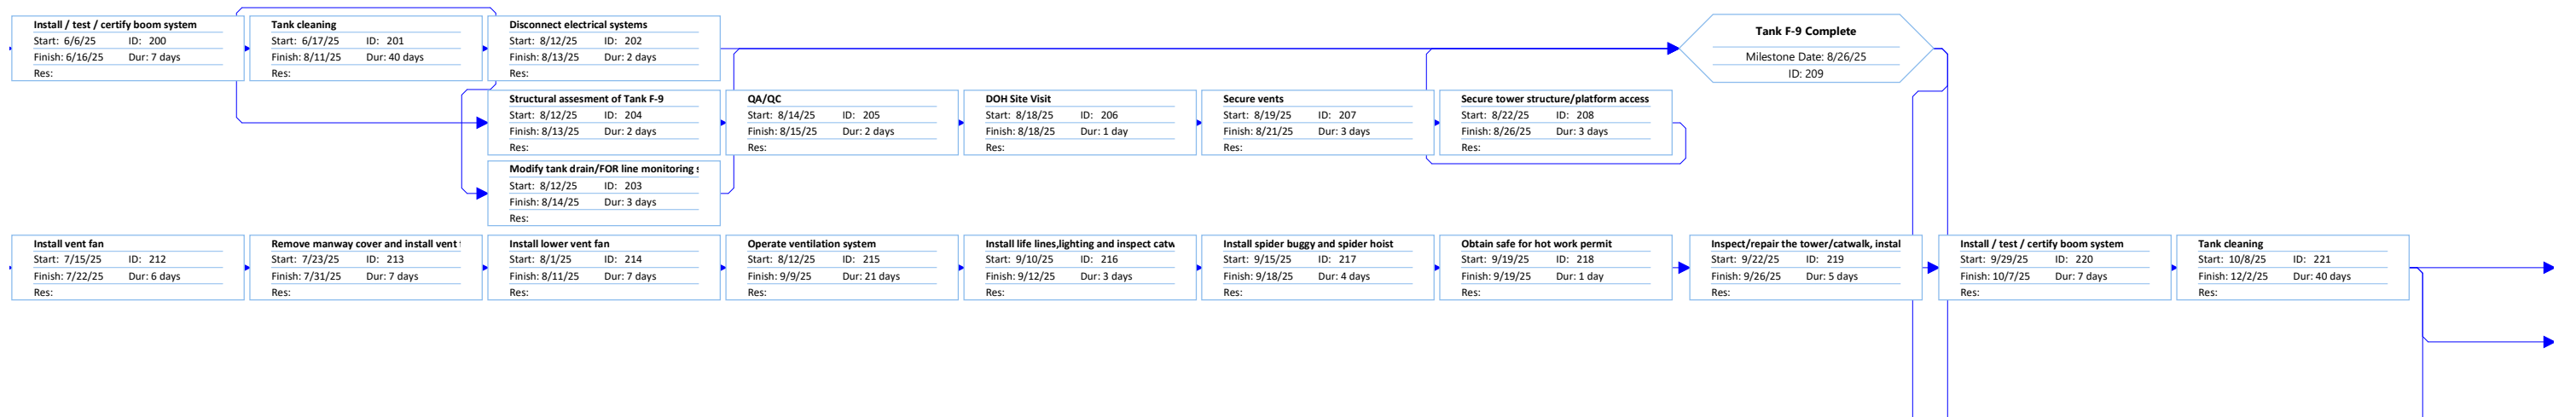 Install / test / certify boom system
Start: 6/6/25 ID: 200
Finish: 6/16/25 Dur: 7 days
Res:
Tank cleaning
Start: 6/17/25 ID: 201
Finish: 8/11/25 Dur: 40 days
Res:
Disconnect electrical systems
Start: 8/12/25 ID: 202
Finish: 8/13/25 Dur: 2 days
Res:
Tank F-9 Complete
Milestone Date: 8/26/25
ID: 209
Structural assesment of Tank F-9
Start: 8/12/25 ID: 204
Finish: 8/13/25 Dur: 2 days
Res:
QA/QC
Start: 8/14/25 ID: 205
Finish: 8/15/25 Dur: 2 days
Res:
DOH Site Visit
Start: 8/18/25 ID: 206
Finish: 8/18/25 Dur: 1 day
Res:
Secure vents
Start: 8/19/25 ID: 207
Finish: 8/21/25 Dur: 3 days
Res:
Secure tower structure/platform access
Start: 8/22/25 ID: 208
Finish: 8/26/25 Dur: 3 days
Res:
Modify tank drain/FOR line monitoring
Start: 8/12/25 ID: 203
Finish: 8/14/25 Dur: 3 days
Res:
Install vent fan
Start: 7/15/25 ID: 212
Finish: 7/22/25 Dur: 6 days
Res:
Remove manway cover and install vent
Start: 7/23/25 ID: 213
Finish: 7/31/25 Dur: 7 days
Res:
Install lower vent fan
Start: 8/1/25 ID: 214
Finish: 8/11/25 Dur: 7 days
Res:
Operate ventilation system
Start: 8/12/25 ID: 215
Finish: 9/9/25 Dur: 21 days
Res:
Install life lines,lighting and inspect catw
Start: 9/10/25 ID: 216
Finish: 9/12/25 Dur: 3 days
Res:
Install spider buggy and spider hoist
Start: 9/15/25 ID: 217
Finish: 9/18/25 Dur: 4 days
Res:
Obtain safe for hot work permit
Start: 9/19/25 ID: 218
Finish: 9/19/25 Dur: 1 day
Res:
Inspect/repair the tower/catwalk, instal
Start: 9/22/25 ID: 219
Finish: 9/26/25 Dur: 5 days
Res:
Install / test / certify boom system
Start: 9/29/25 ID: 220
Finish: 10/7/25 Dur: 7 days
Res:
Tank cleaning
Start: 10/8/25 ID: 221
Finish: 12/2/25 Dur: 40 days
Res: